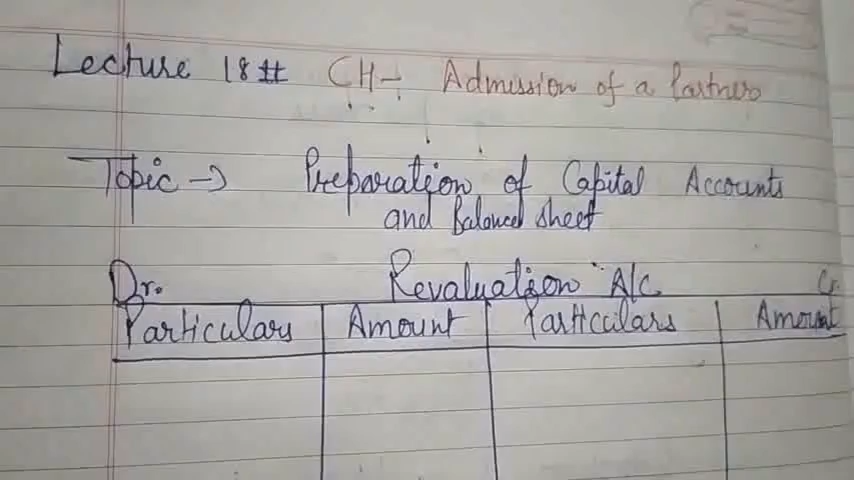 Lecture 18# CH- Admission of a Partner
Topic → Preparation of Capital Accounts
and Balance sheet
Dr. Revaluation A/C Cr.
Particulars Amount Particulars Amount